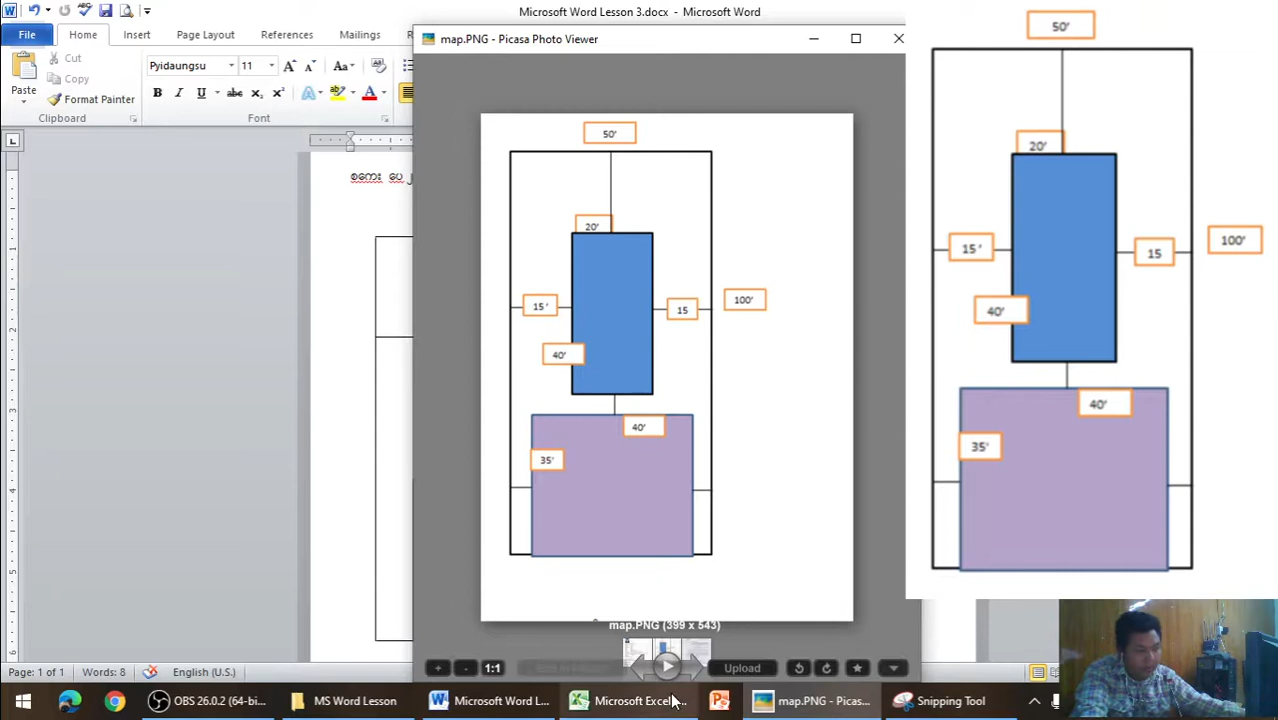 Microsoft Word Lesson 3.docx - Microsoft Word
File
Home
Insert
Page Layout
References
Mailings
Cut
Copy
Paste
Format Painter
Clipboard
Pyidaungsu
11
Font
map.PNG - Picasa Photo Viewer
50'
20'
15'
15
100'
40'
40'
35'
50'
20'
15'
15
100'
40'
40'
35'
map.PNG (399 x 543)
1:1
Upload
Page: 1 of 1
Words: 8
English (U.S.)
OBS 26.0.2 (64-bi...
MS Word Lesson
Microsoft Word L...
Microsoft Excel...
map.PNG - Picas...
Snipping Tool